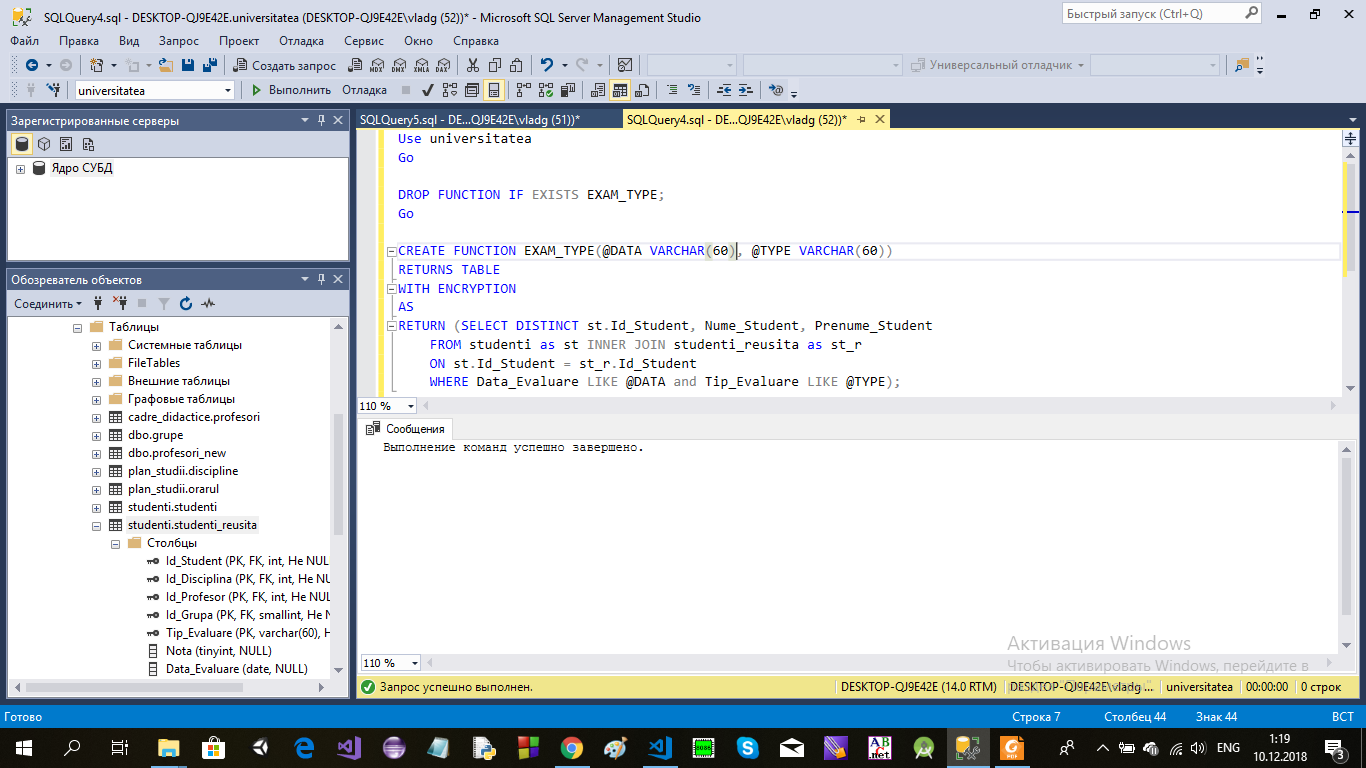 SQLQuery4.sql - DESKTOP-QJ9E42E.universitatea (DESKTOP-QJ9E42E\vladg (52))* - Microsoft SQL Server Management Studio
Быстрый запуск (Ctrl+Q)
Файл Правка Вид Запрос Проект Отладка Сервис Окно Справка
Создать запрос
MDX DMX XMLA DAX
Универсальный отладчик
universitatea
Выполнить Отладка
Зарегистрированные серверы
Ядро СУБД
Обозреватель объектов
Соединить
Таблицы
Системные таблицы
FileTables
Внешние таблицы
Графовые таблицы
cadre_didactice.profesori
dbo.grupe
dbo.profesori_new
plan_studii.discipline
plan_studii.orarul
studenti.studenti
studenti.studenti_reusita
Столбцы
Id_Student (PK, FK, int, Не NUL
Id_Disciplina (PK, FK, int, Не NU
Id_Profesor (PK, FK, int, Не NUL
Id_Grupa (PK, FK, smallint, Не N
Tip_Evaluare (PK, varchar(60), Н
Nota (tinyint, NULL)
Data_Evaluare (date, NULL)
SQLQuery5.sql - DE...QJ9E42E\vladg (51))*
SQLQuery4.sql - DE...QJ9E42E\vladg (52))*
Use universitatea
Go
DROP FUNCTION IF EXISTS EXAM_TYPE;
Go
CREATE FUNCTION EXAM_TYPE(@DATA VARCHAR(60), @TYPE VARCHAR(60))
RETURNS TABLE
WITH ENCRYPTION
AS
RETURN (SELECT DISTINCT st.Id_Student, Nume_Student, Prenume_Student
FROM studenti as st INNER JOIN studenti_reusita as st_r
ON st.Id_Student = st_r.Id_Student
WHERE Data_Evaluare LIKE @DATA and Tip_Evaluare LIKE @TYPE);
110 %
Сообщения
Выполнение команд успешно завершено.
Активация Windows
Чтобы активировать Windows, перейдите в
110 %
Запрос успешно выполнен.
DESKTOP-QJ9E42E (14.0 RTM) DESKTOP-QJ9E42E\vladg ... universitatea 00:00:00 0 строк
Готово
Строка 7 Столбец 44 Знак 44 ВСТ
ENG
1:19
10.12.2018
3